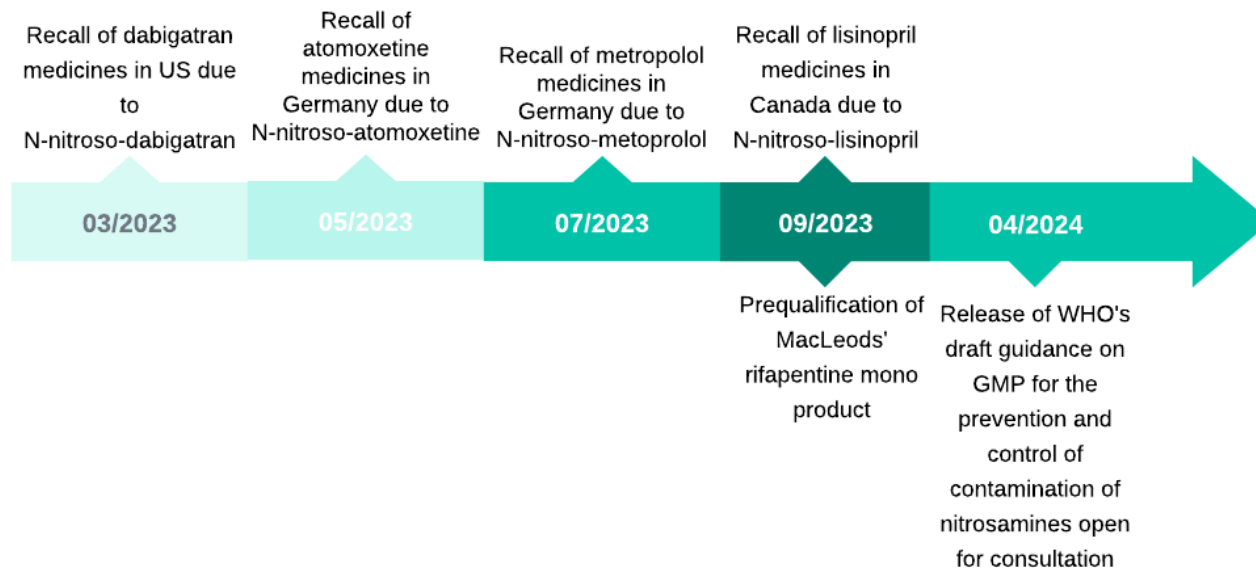 Recall of dabigatran
medicines in US due
to
N-nitroso-dabigatran
Recall of
atomoxetine
medicines in
Germany due to
N-nitroso-atomoxetine
Recall of metropolol
medicines in
Germany due to
N-nitroso-metoprolol
Recall of lisinopril
medicines in
Canada due to
N-nitroso-lisinopril
03/2023
05/2023
07/2023
09/2023
04/2024
Prequalification of
MacLeods'
rifapentine mono
product
Release of WHO's
draft guidance on
GMP for the
prevention and
control of
contamination of
nitrosamines open
for consultation